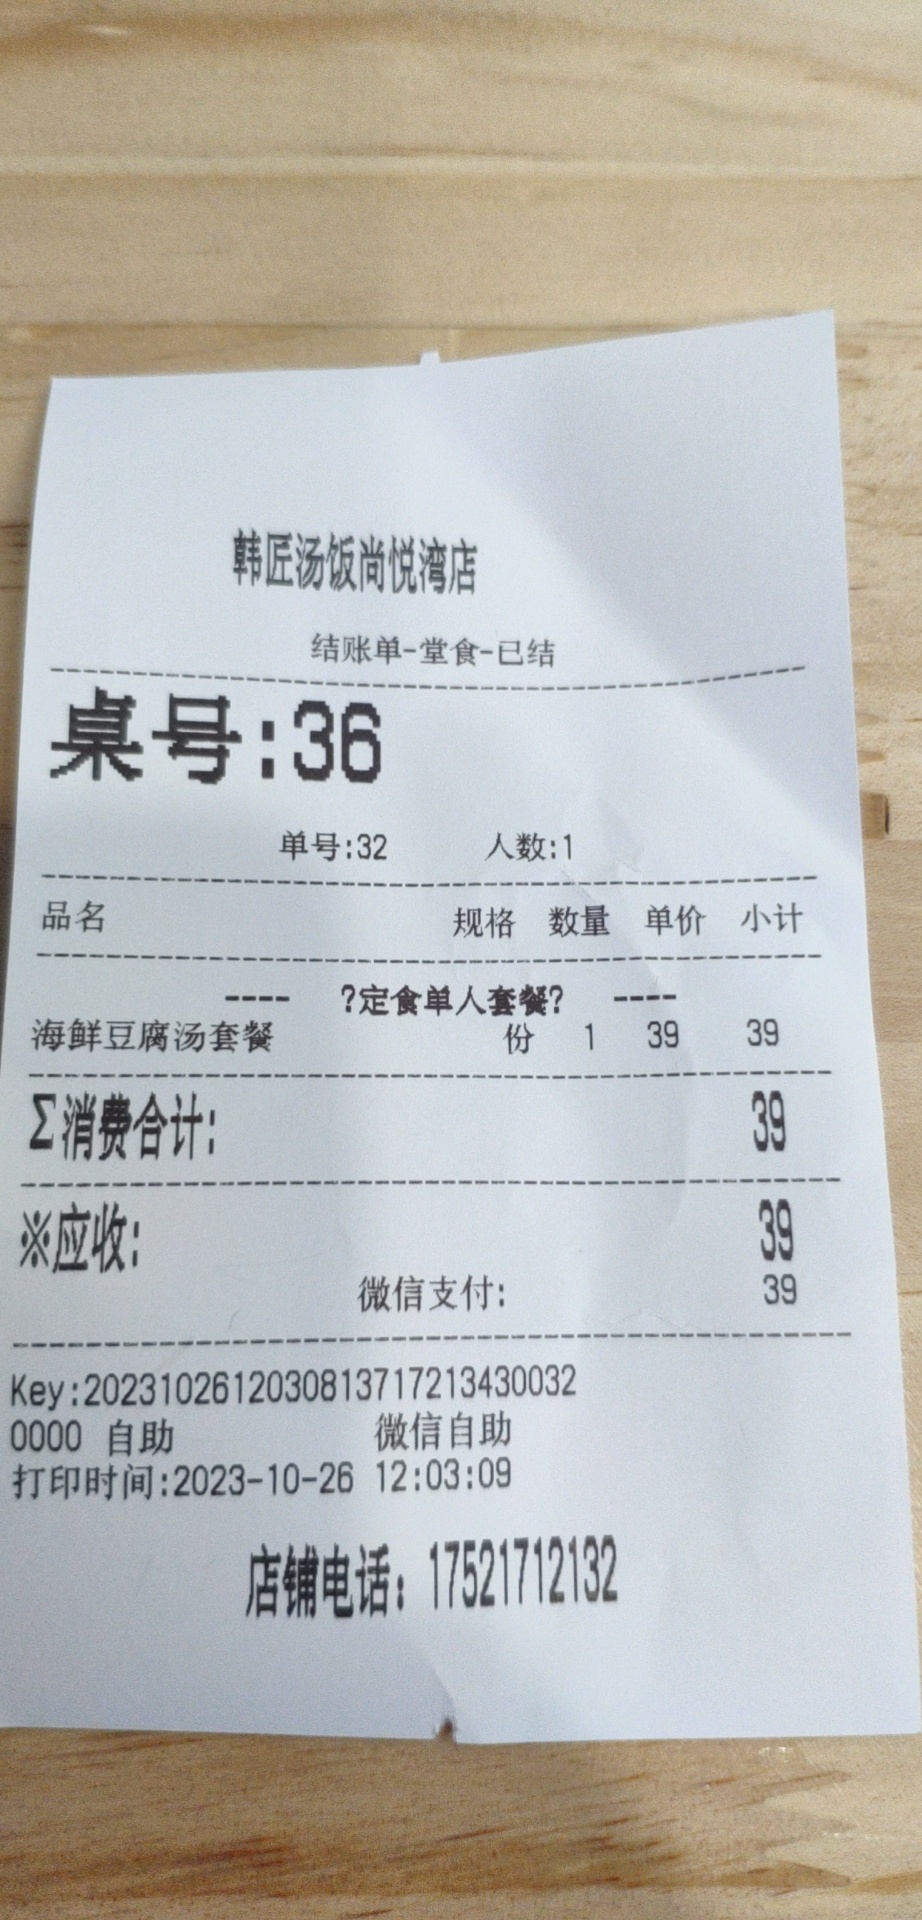 韩匠汤饭尚悦湾店
结账单-堂食-已结
桌号:36
单号:32 人数:1
品名 规格 数量 单价 小计
---- ?定食单人套餐? ----
海鲜豆腐汤套餐 份 1 39 39
Σ消费合计: 39
※应收: 39
微信支付: 39
Key:2023102612030813717213430032
0000 自助 微信自助
打印时间:2023-10-26 12:03:09
店铺电话：17521712132